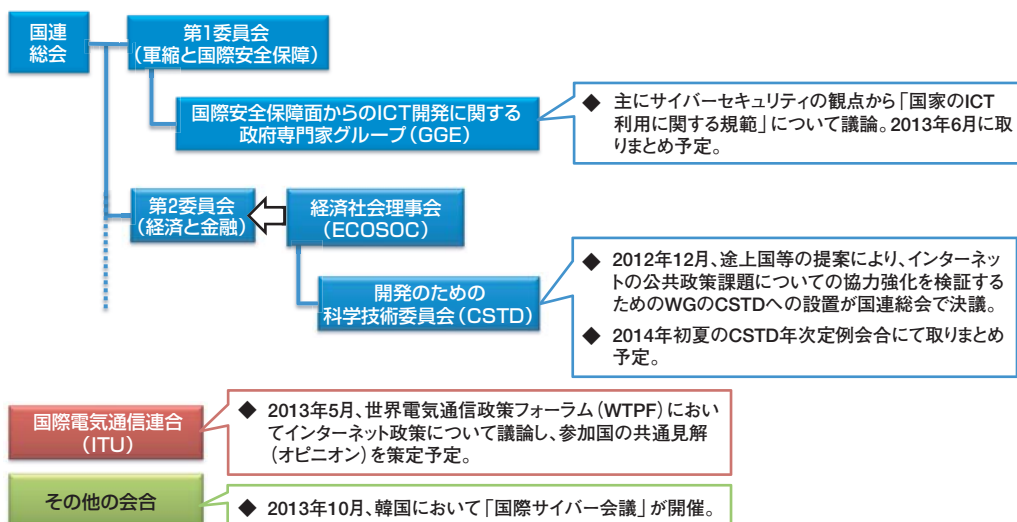 国連
総会
第1委員会
(軍縮と国際安全保障)
国際安全保障面からのICT開発に関する
政府専門家グループ(GGE)
◆ 主にサイバーセキュリティの観点から「国家のICT
利用に関する規範」について議論。2013年6月に取
りまとめ予定。
第2委員会
(経済と金融)
経済社会理事会
(ECOSOC)
開発のための
科学技術委員会(CSTD)
◆ 2012年12月、途上国等の提案により、インターネッ
トの公共政策課題についての協力強化を検証する
ためのWGのCSTDへの設置が国連総会で決議。
◆ 2014年初夏のCSTD年次定例会合にて取りまとめ
予定。
国際電気通信連合
(ITU)
◆ 2013年5月、世界電気通信政策フォーラム(WTPF)におい
てインターネット政策について議論し、参加国の共通見解
(オピニオン)を策定予定。
その他の会合
◆ 2013年10月、韓国において「国際サイバー会議」が開催。